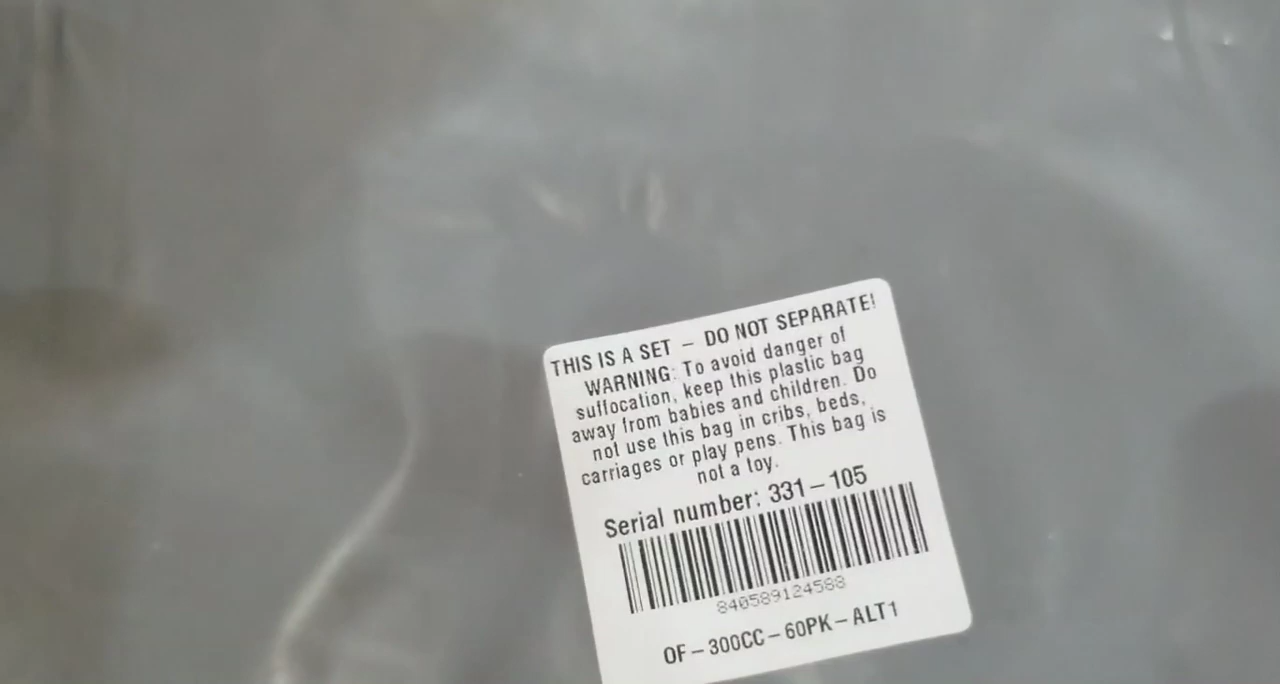 THIS IS A SET – DO NOT SEPARATE!
WARNING: To avoid danger of
suffocation, keep this plastic bag
away from babies and children. Do
not use this bag in cribs, beds,
carriages or play pens. This bag is
not a toy.
Serial number: 331–105
840589124588
OF–300CC–60PK–ALT1